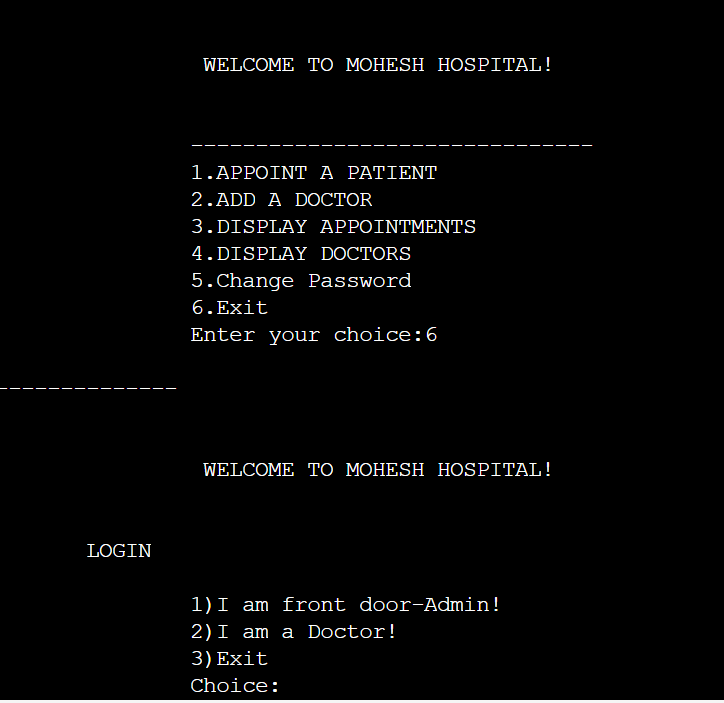 WELCOME TO MOHESH HOSPITAL!
-------------------------------
1.APPOINT A PATIENT
2.ADD A DOCTOR
3.DISPLAY APPOINTMENTS
4.DISPLAY DOCTORS
5.Change Password
6.Exit
Enter your choice:6
--------------
WELCOME TO MOHESH HOSPITAL!
LOGIN
1)I am front door-Admin!
2)I am a Doctor!
3)Exit
Choice: